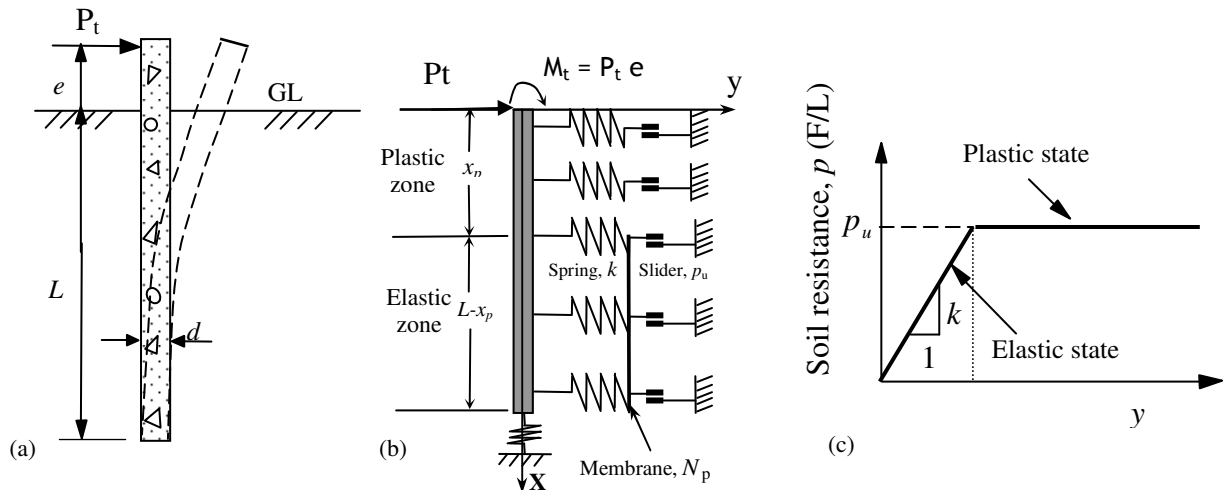 P_t
e
GL
L
d
(a)
M_t = P_t e
Pt
y
Plastic
zone
x_p
Spring, k
Slider, p_u
Elastic
zone
L-x_p
Membrane, N_p
X
(b)
Soil resistance, p (F/L)
Plastic state
p_u
k
1
Elastic state
y
(c)